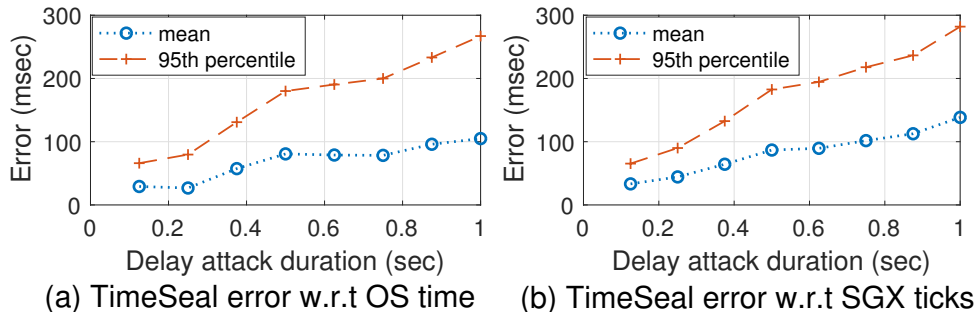 300
200
100
0
Error (msec)
mean
95th percentile
0 0.2 0.4 0.6 0.8 1
Delay attack duration (sec)
(a) TimeSeal error w.r.t OS time
300
200
100
0
Error (msec)
mean
95th percentile
0 0.2 0.4 0.6 0.8 1
Delay attack duration (sec)
(b) TimeSeal error w.r.t SGX ticks